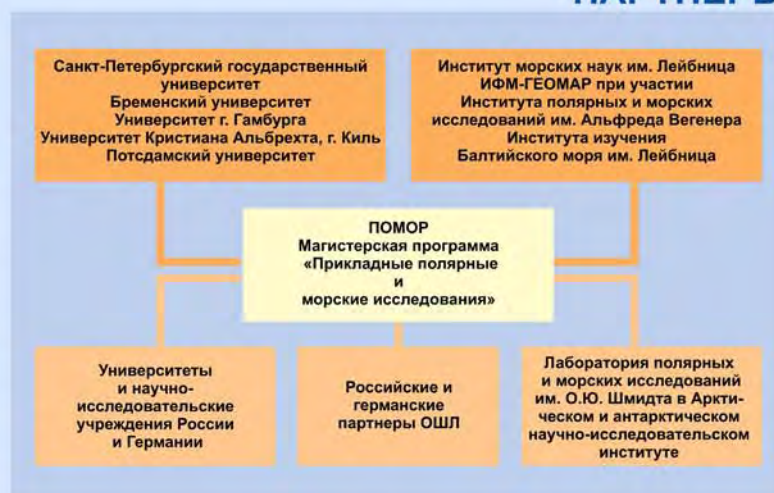 Санкт-Петербургский государственный
университет
Бременский университет
Университет г. Гамбурга
Университет Кристиана Альбрехта, г. Киль
Потсдамский университет
Институт морских наук им. Лейбница
ИФМ-ГЕОМАР при участии
Института полярных и морских
исследований им. Альфреда Вегенера
Института изучения
Балтийского моря им. Лейбница
ПОМОР
Магистерская программа
«Прикладные полярные
и
морские исследования»
Университеты
и научно-
исследовательские
учреждения России
и Германии
Российские и
германские
партнеры ОШЛ
Лаборатория полярных
и морских исследований
им. О.Ю. Шмидта в Аркти-
ческом и антарктическом
научно-исследовательском
институте